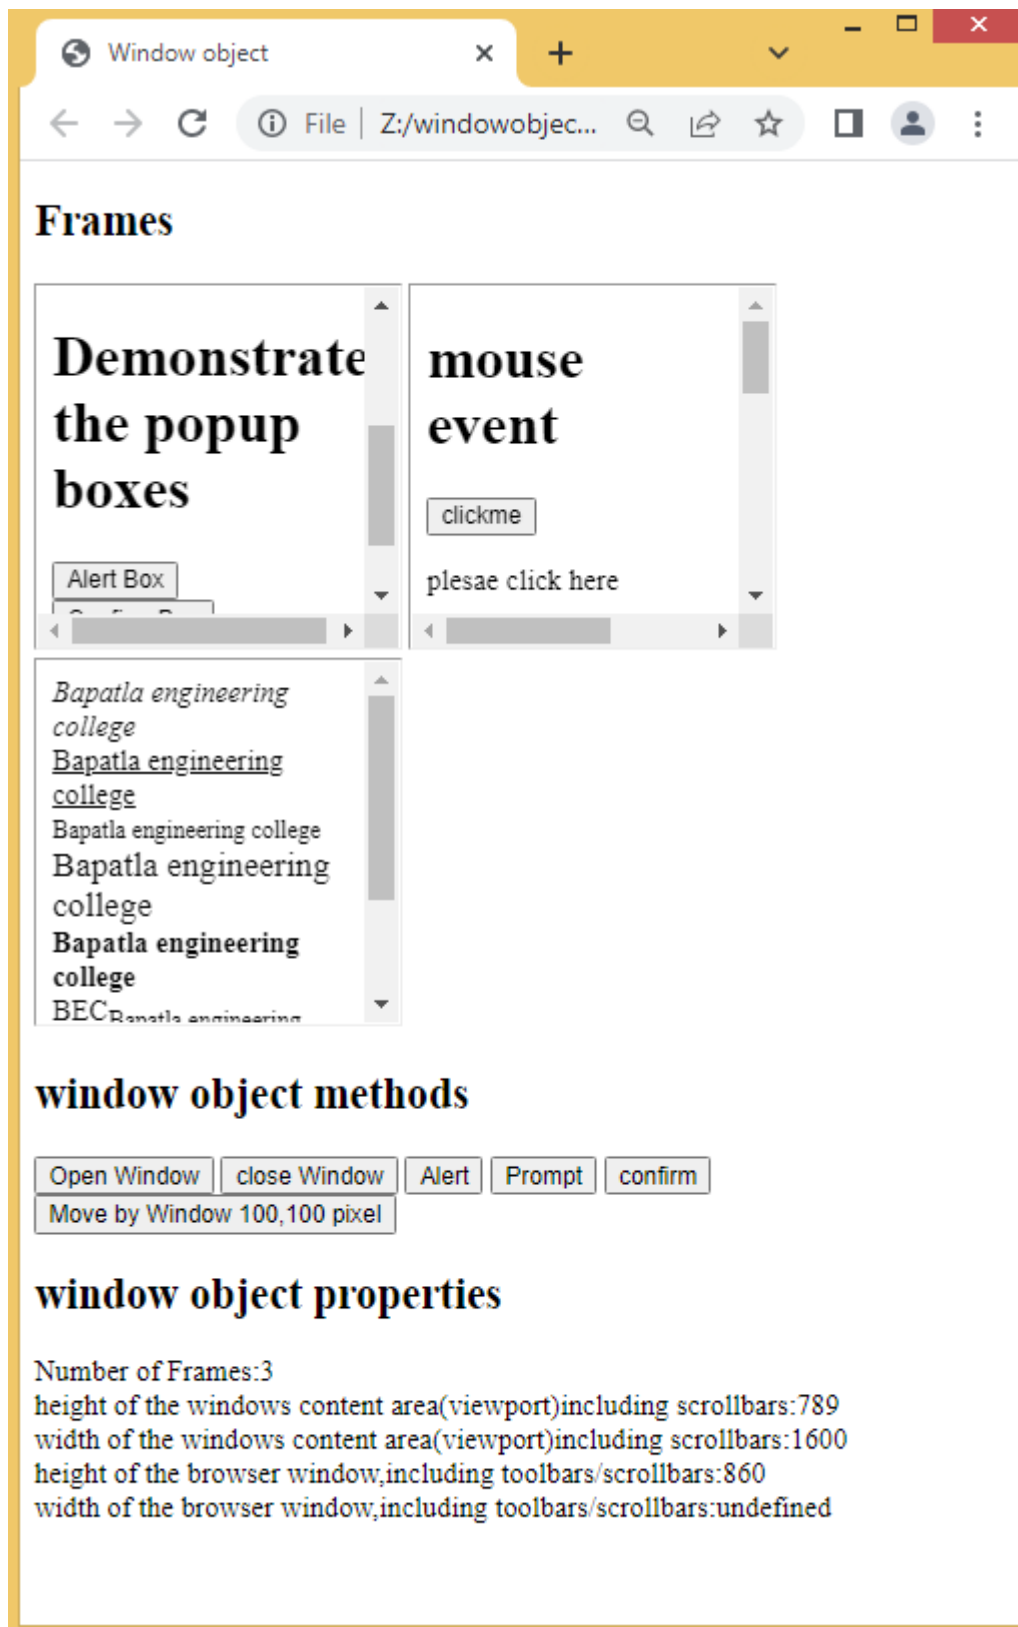 Window object
File Z:/windowobjec...
Frames
Demonstrate
the popup
boxes
Alert Box
mouse
event
clickme
plesae click here
Bapatla engineering
college
Bapatla engineering
college
Bapatla engineering college
Bapatla engineering
college
Bapatla engineering
college
BECBapatla engineering
window object methods
Open Window close Window Alert Prompt confirm
Move by Window 100,100 pixel
window object properties
Number of Frames:3
height of the windows content area(viewport)including scrollbars:789
width of the windows content area(viewport)including scrollbars:1600
height of the browser window,including toolbars/scrollbars:860
width of the browser window,including toolbars/scrollbars:undefined